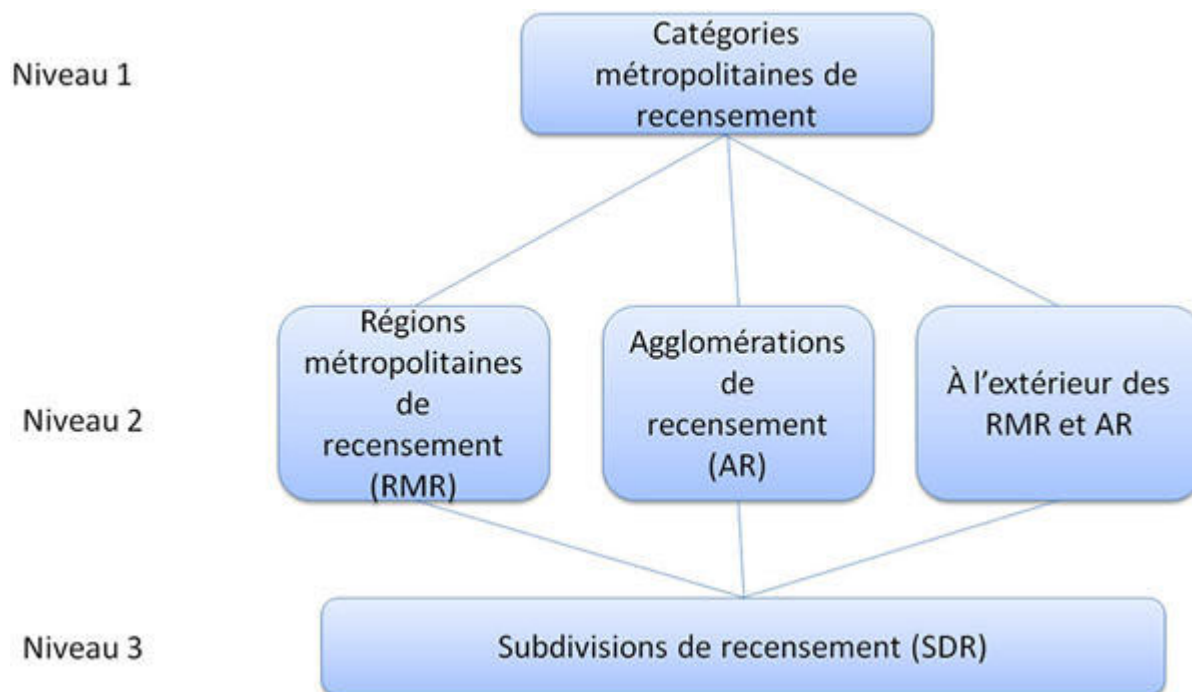 Niveau 1
Catégories
métropolitaines de
recensement
Niveau 2
Régions
métropolitaines
de
recensement
(RMR)
Agglomérations
de
recensement
(AR)
À l’extérieur des
RMR et AR
Niveau 3
Subdivisions de recensement (SDR)